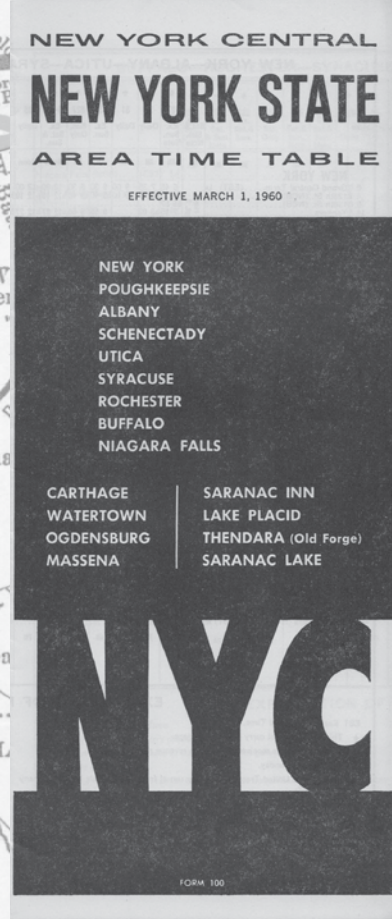 NEW YORK CENTRAL
NEW YORK STATE
AREA TIME TABLE
EFFECTIVE MARCH 1, 1960
NEW YORK
POUGHKEEPSIE
ALBANY
SCHENECTADY
UTICA
SYRACUSE
ROCHESTER
BUFFALO
NIAGARA FALLS
CARTHAGE
WATERTOWN
OGDENSBURG
MASSENA
SARANAC INN
LAKE PLACID
THENDARA (Old Forge)
SARANAC LAKE
NYC
FORM 100